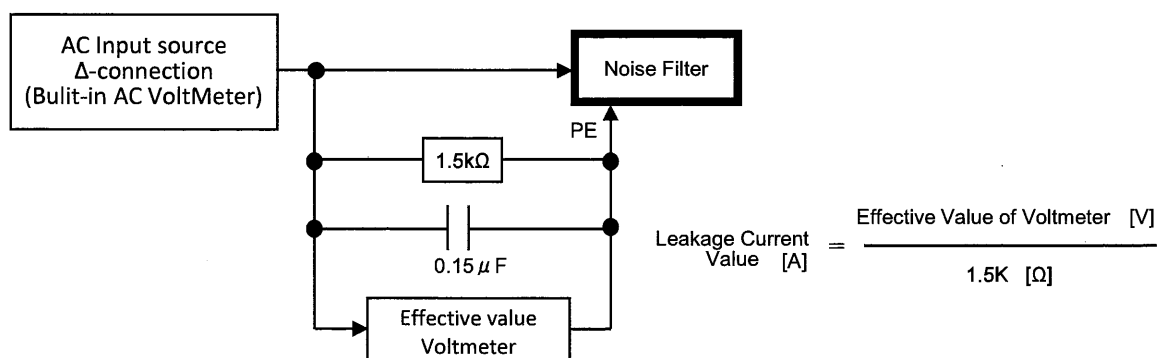 AC Input source
Δ-connection
(Bulit-in AC VoltMeter)
Noise Filter
PE
1.5kΩ
0.15μF
Effective value
Voltmeter
Leakage Current
Value [A]
=
Effective Value of Voltmeter [V]
1.5K [Ω]